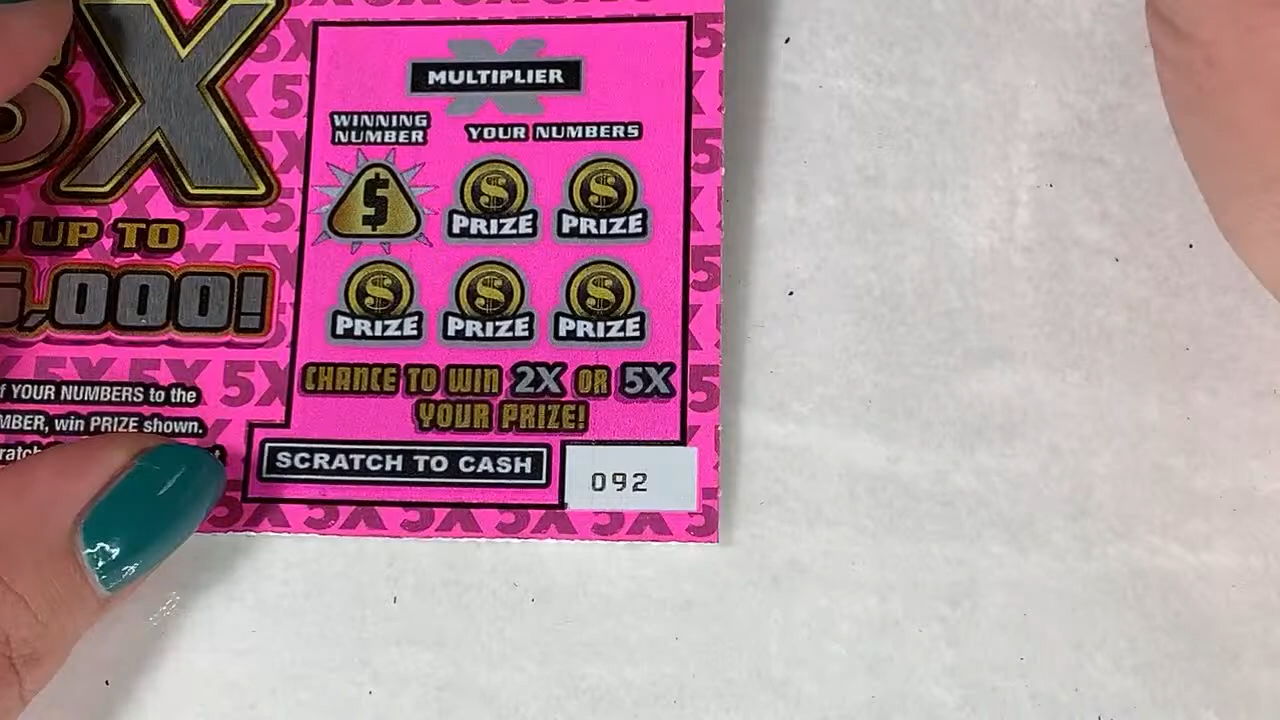 5X
MULTIPLIER
WINNING NUMBER
YOUR NUMBERS
$
$ PRIZE
$ PRIZE
$ PRIZE
$ PRIZE
$ PRIZE
UP TO
,000!
CHANCE TO WIN 2X OR 5X
YOUR PRIZE!
YOUR NUMBERS to the
win PRIZE shown.
SCRATCH TO CASH
092